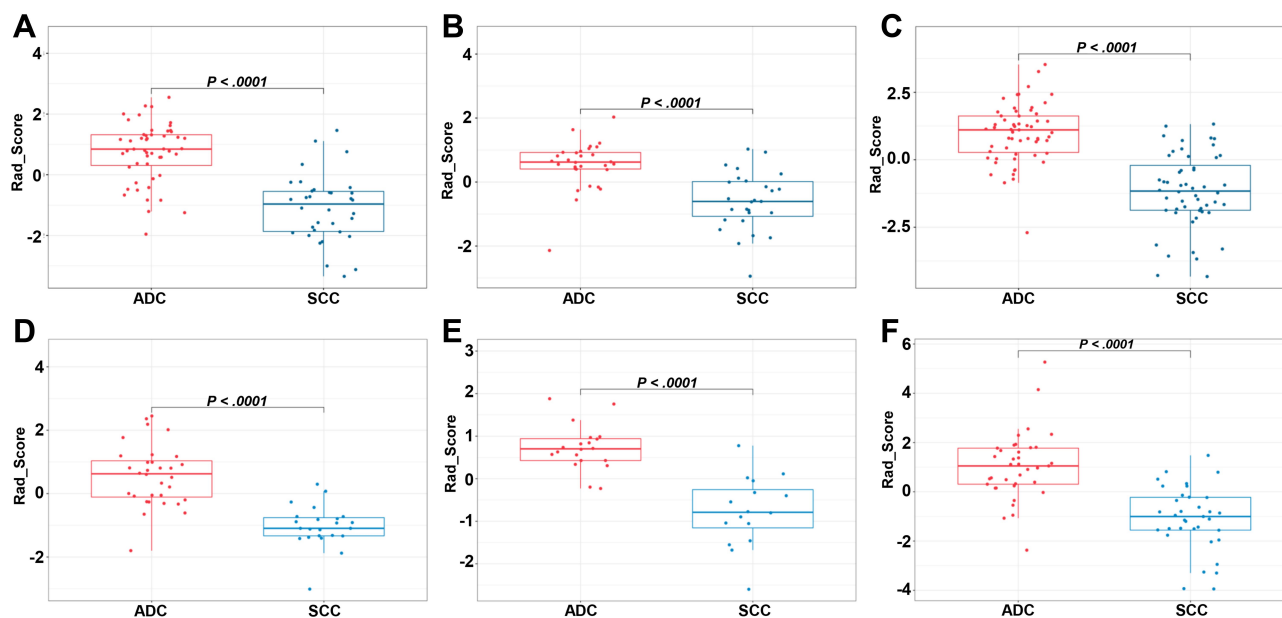 A
Rad_Score
4
2
0
-2
P < .0001
ADC
SCC
B
Rad_Score
4
2
0
-2
P < .0001
ADC
SCC
C
Rad_Score
2.5
0.0
-2.5
P < .0001
ADC
SCC
D
Rad_Score
4
2
0
-2
P < .0001
ADC
SCC
E
Rad_Score
3
2
1
0
-1
-2
P < .0001
ADC
SCC
F
Rad_Score
6
4
2
0
-2
-4
P < .0001
ADC
SCC